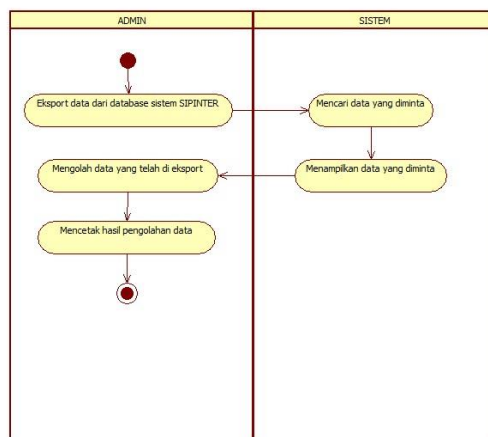 ADMIN
SISTEM
Eksport data dari database sistem SIPINTER
Mencari data yang diminta
Mengolah data yang telah di eksport
Menampilkan data yang diminta
Mencetak hasil pengolahan data